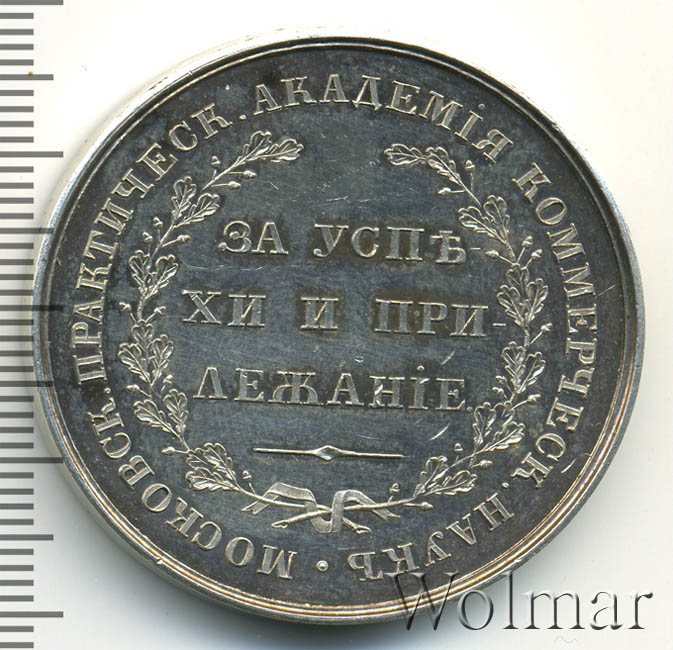 МОСКОВСК. ПРАКТИЧЕСК. АКАДЕМІЯ КОММЕРЧЕСК. НАУКЪ ·
ЗА УСПѢ-
ХИ И ПРИ-
ЛЕЖАНІЕ.
Wolmar